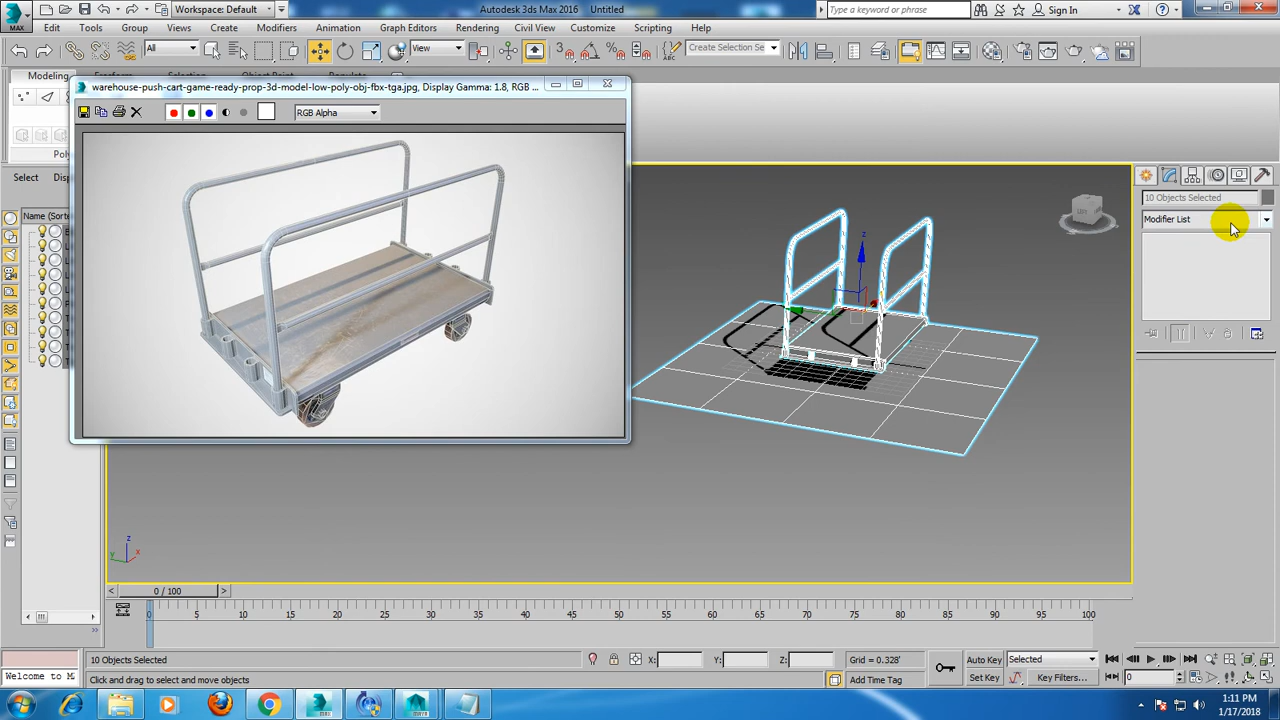 MAX
Workspace: Default
Autodesk 3ds Max 2016 Untitled
Type a keyword or phrase
Sign In
Edit Tools Group Views Create Modifiers Animation Graph Editors Rendering Civil View Customize Scripting Help
All
View
3
Create Selection Se
Modeling
warehouse-push-cart-game-ready-prop-3d-model-low-poly-obj-fbx-tga.jpg, Display Gamma: 1.8, RGB ...
RGB Alpha
Select
Name (Sorte
10 Objects Selected
Modifier List
z
z
x
y
0 / 100
0 5 10 15 20 25 30 35 40 45 50 55 60 65 70 75 80 85 90 95 100
10 Objects Selected
X:
Y:
Z:
Grid = 0.328'
Auto Key
Selected
Welcome to M
Click and drag to select and move objects
Add Time Tag
Set Key
Key Filters...
0
1:11 PM
1/17/2018